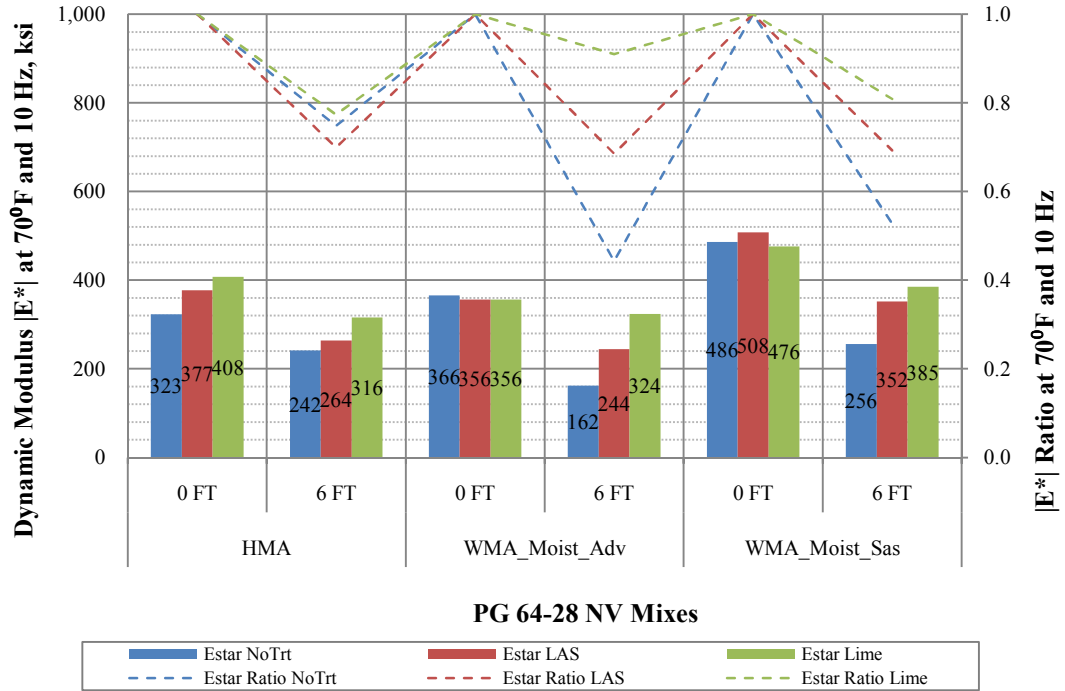 Dynamic Modulus |E*| at 70⁰F and 10 Hz, ksi
1,000
800
600
400
200
0
1.0
0.8
0.6
0.4
0.2
0.0
|E*| Ratio at 70⁰F and 10 Hz
323 377 408
242 264 316
366 356 356
162 244 324
486 508 476
256 352 385
0 FT 6 FT 0 FT 6 FT 0 FT 6 FT
HMA WMA_Moist_Adv WMA_Moist_Sas
PG 64-28 NV Mixes
Estar NoTrt Estar LAS Estar Lime
Estar Ratio NoTrt Estar Ratio LAS Estar Ratio Lime